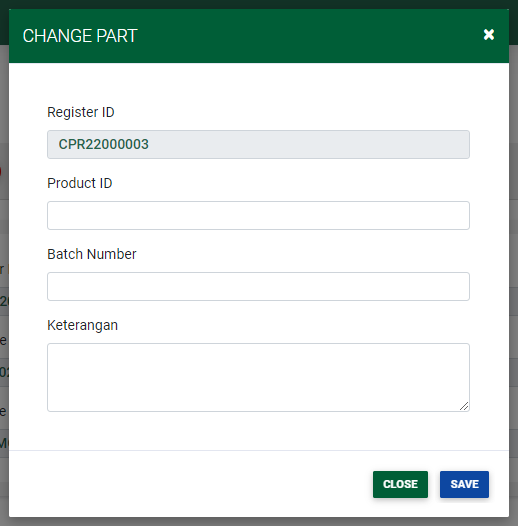 CHANGE PART ×
Register ID
CPR22000003
Product ID
Batch Number
Keterangan
CLOSE SAVE